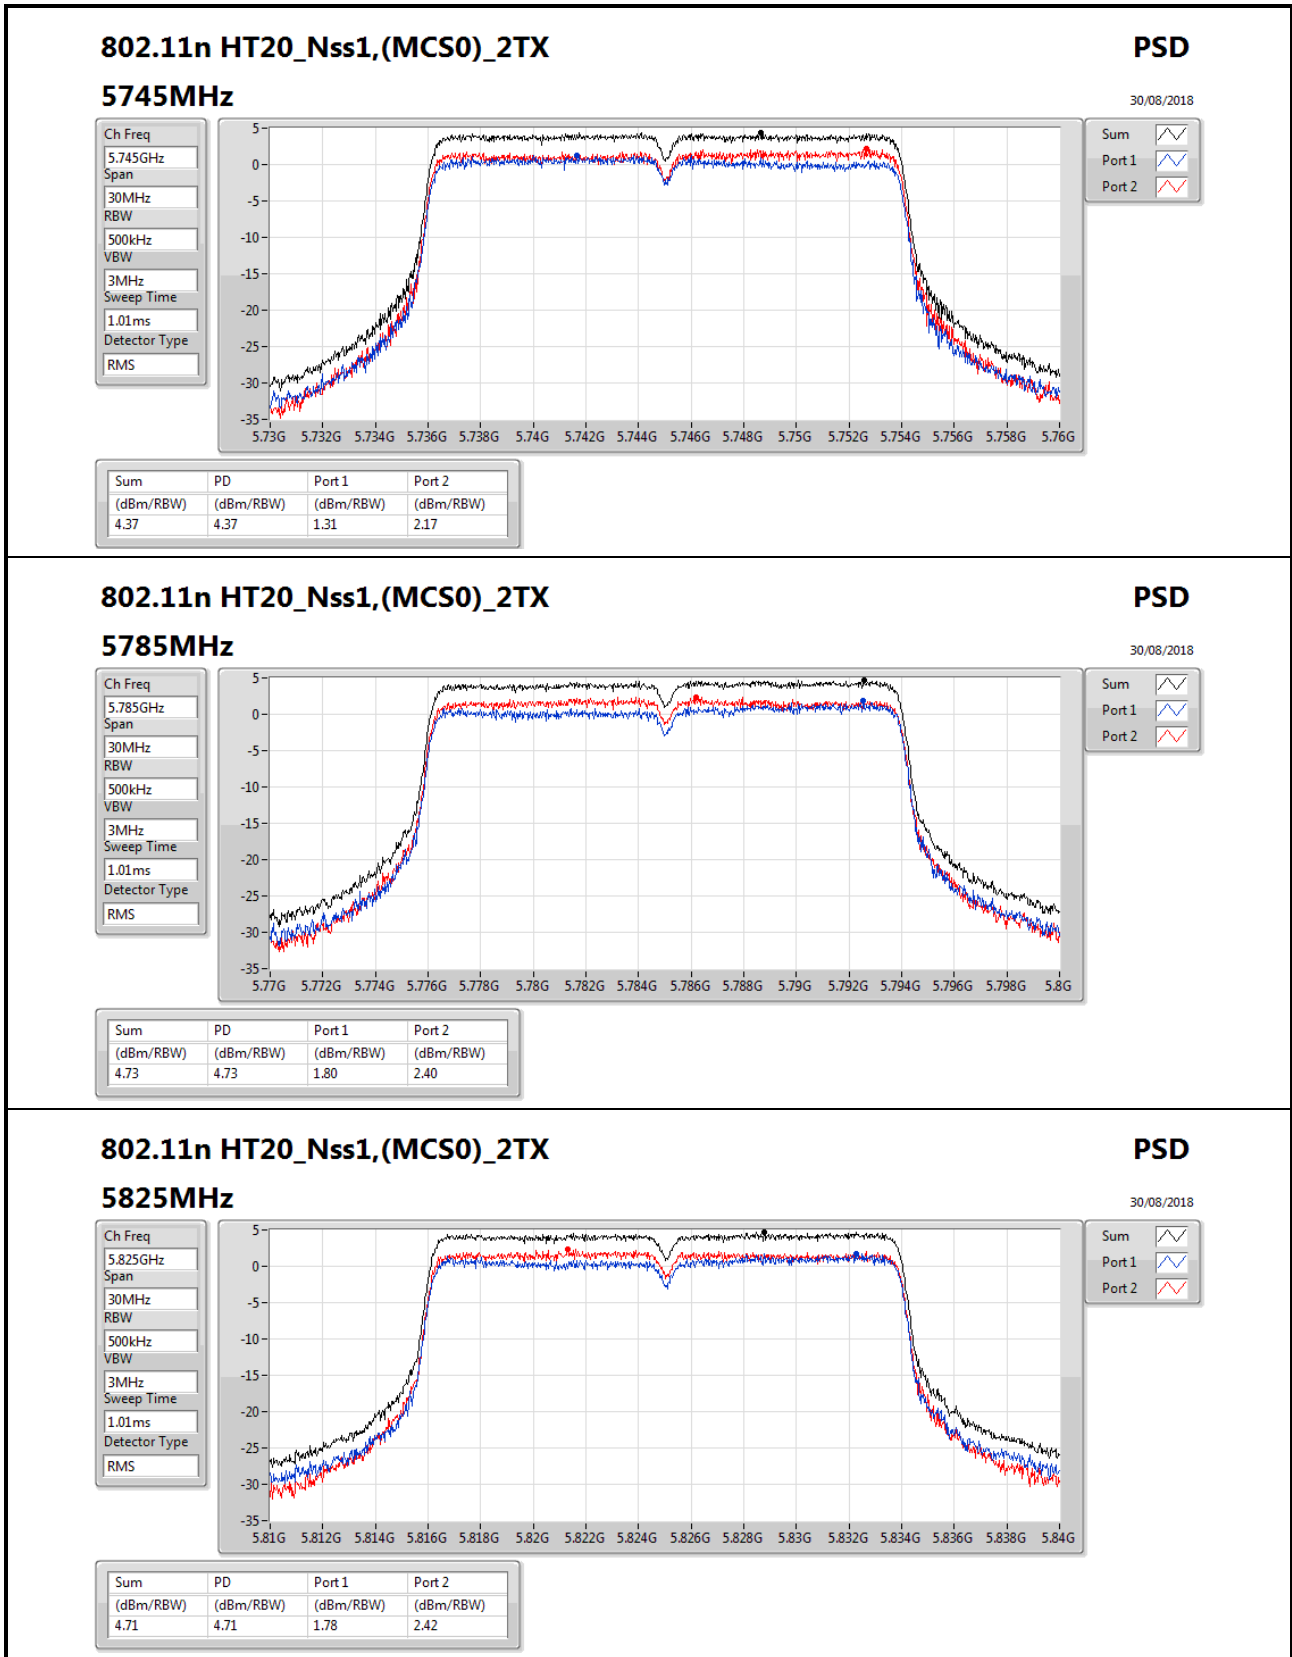 802.11n HT20_Nss1,(MCS0)_2TX PSD
5745MHz 30/08/2018
Ch Freq
5.745GHz
Span
30MHz
RBW
500kHz
VBW
3MHz
Sweep Time
1.01ms
Detector Type
RMS
5
0
-5
-10
-15
-20
-25
-30
-35
5.73G 5.732G 5.734G 5.736G 5.738G 5.74G 5.742G 5.744G 5.746G 5.748G 5.75G 5.752G 5.754G 5.756G 5.758G 5.76G
Sum
Port 1
Port 2
Sum PD Port 1 Port 2
(dBm/RBW) (dBm/RBW) (dBm/RBW) (dBm/RBW)
4.37 4.37 1.31 2.17
802.11n HT20_Nss1,(MCS0)_2TX PSD
5785MHz 30/08/2018
Ch Freq
5.785GHz
Span
30MHz
RBW
500kHz
VBW
3MHz
Sweep Time
1.01ms
Detector Type
RMS
5
0
-5
-10
-15
-20
-25
-30
-35
5.77G 5.772G 5.774G 5.776G 5.778G 5.78G 5.782G 5.784G 5.786G 5.788G 5.79G 5.792G 5.794G 5.796G 5.798G 5.8G
Sum
Port 1
Port 2
Sum PD Port 1 Port 2
(dBm/RBW) (dBm/RBW) (dBm/RBW) (dBm/RBW)
4.73 4.73 1.80 2.40
802.11n HT20_Nss1,(MCS0)_2TX PSD
5825MHz 30/08/2018
Ch Freq
5.825GHz
Span
30MHz
RBW
500kHz
VBW
3MHz
Sweep Time
1.01ms
Detector Type
RMS
5
0
-5
-10
-15
-20
-25
-30
-35
5.81G 5.812G 5.814G 5.816G 5.818G 5.82G 5.822G 5.824G 5.826G 5.828G 5.83G 5.832G 5.834G 5.836G 5.838G 5.84G
Sum
Port 1
Port 2
Sum PD Port 1 Port 2
(dBm/RBW) (dBm/RBW) (dBm/RBW) (dBm/RBW)
4.71 4.71 1.78 2.42